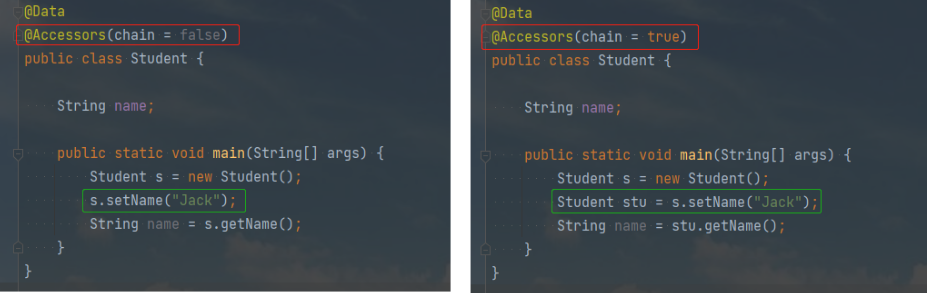 @Data
@Accessors(chain = false)
public class Student {
String name;
public static void main(String[] args) {
Student s = new Student();
s.setName("Jack");
String name = s.getName();
}
}
@Data
@Accessors(chain = true)
public class Student {
String name;
public static void main(String[] args) {
Student s = new Student();
Student stu = s.setName("Jack");
String name = stu.getName();
}
}